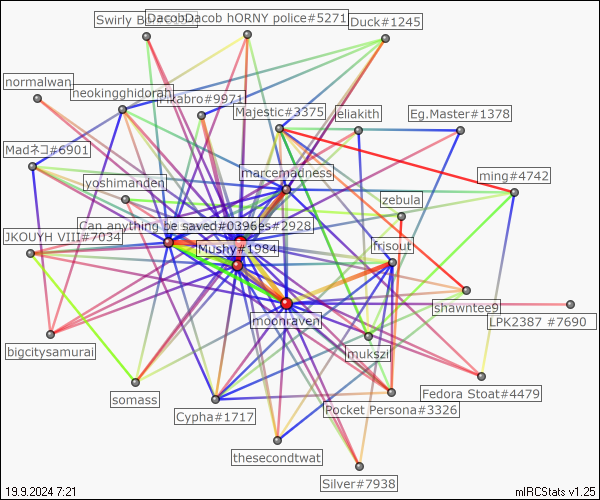 Swirly B
DacobDacob hORNY police#5271
Duck#1245
normalwan
neokingghidorah
Pikabro#9971
Majestic#3375
eliakith
Eg.Master#1378
Madネコ#6901
marcemadness
ming#4742
yoshimanden
zebula
Can anything be saved#0396
es#2928
JKOUYH VIII#7034
Mushy#1984
frisout
shawntee9
moonraven
LPK2387 #7690
bigcitysamurai
mukszil
somass
Fedora Stoat#4479
Cypha#1717
Pocket Persona#3326
thesecondtwat
Silver#7938
19.9.2024 7:21
mIRCStats v1.25